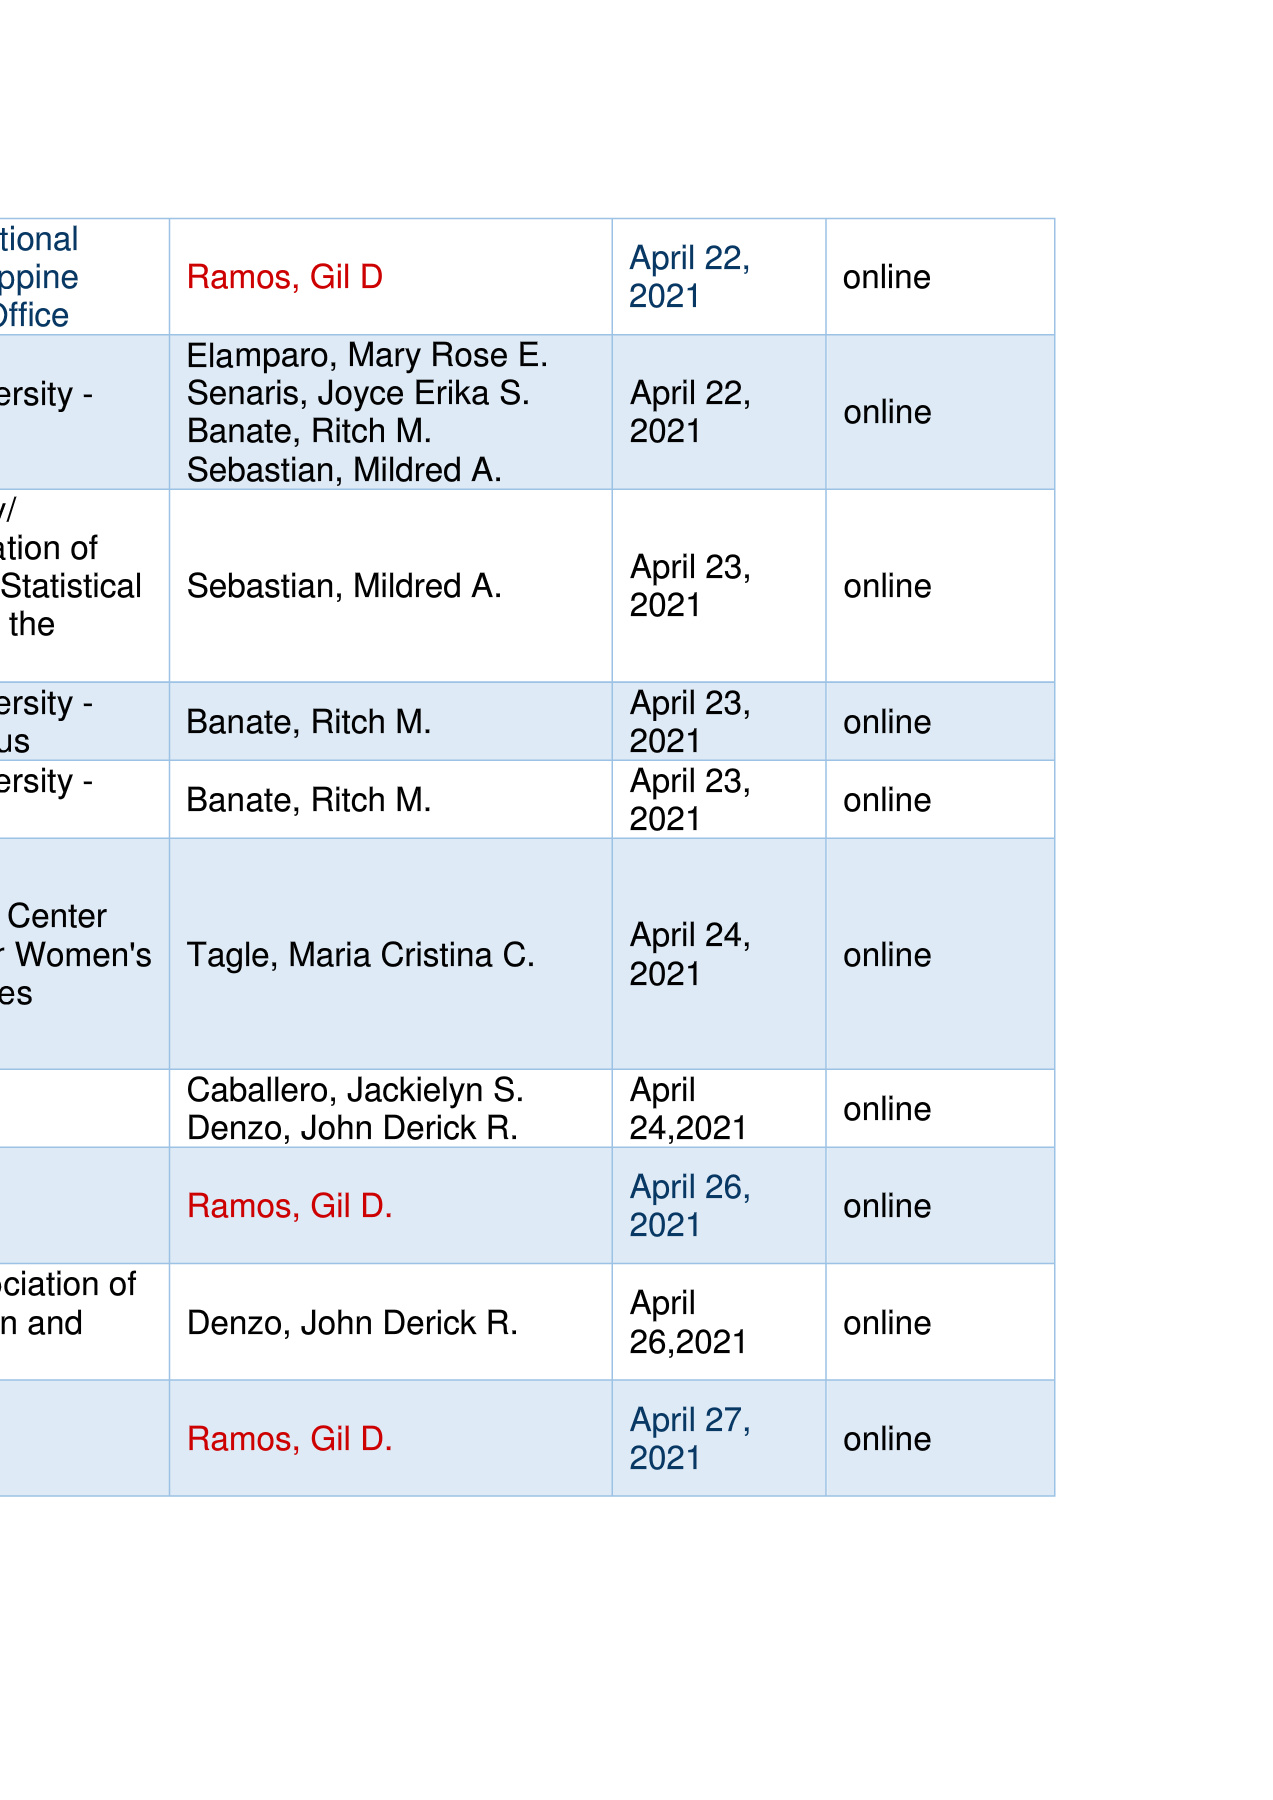 tional
ppine
Office
Ramos, Gil D
April 22,
2021
online
ersity -
Elamparo, Mary Rose E.
Senaris, Joyce Erika S.
Banate, Ritch M.
Sebastian, Mildred A.
April 22,
2021
online
y/
ation of
Statistical
the
Sebastian, Mildred A.
April 23,
2021
online
ersity -
us
Banate, Ritch M.
April 23,
2021
online
ersity -
Banate, Ritch M.
April 23,
2021
online
Center
r Women's
es
Tagle, Maria Cristina C.
April 24,
2021
online
Caballero, Jackielyn S.
Denzo, John Derick R.
April
24,2021
online
Ramos, Gil D.
April 26,
2021
online
ociation of
n and
Denzo, John Derick R.
April
26,2021
online
Ramos, Gil D.
April 27,
2021
online